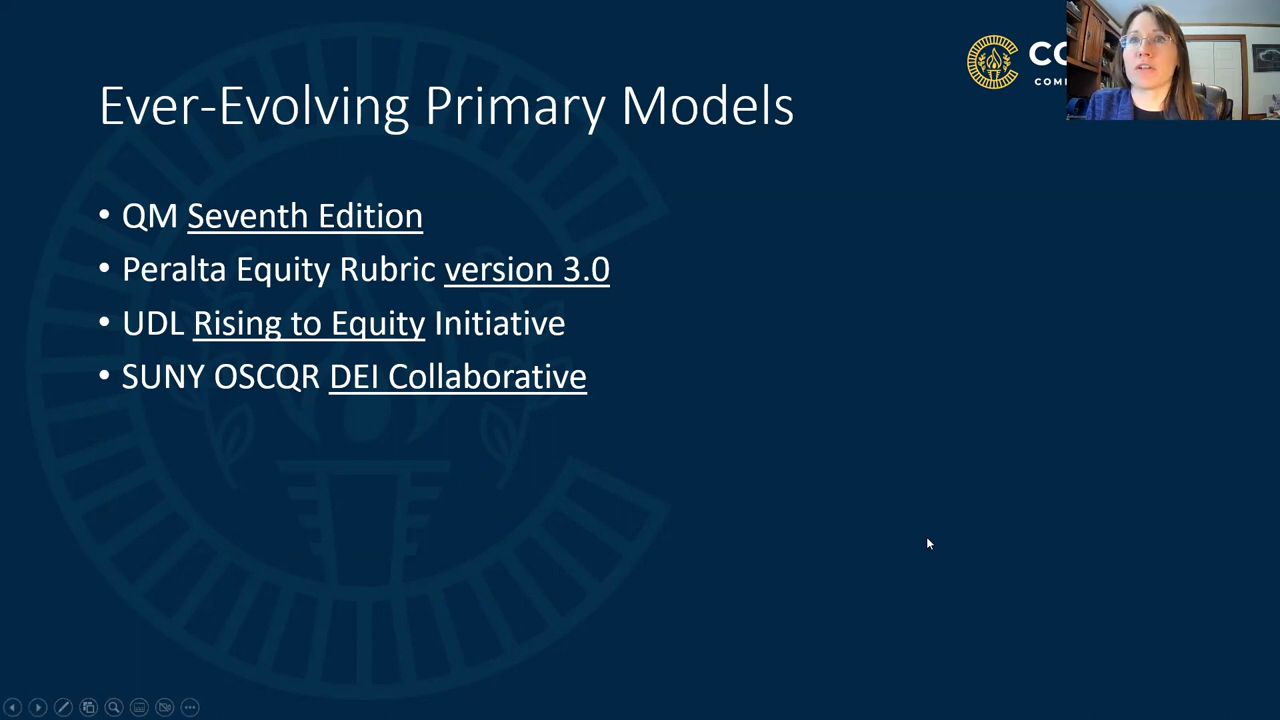 Ever-Evolving Primary Models
• QM Seventh Edition
• Peralta Equity Rubric version 3.0
• UDL Rising to Equity Initiative
• SUNY OSCQR DEI Collaborative